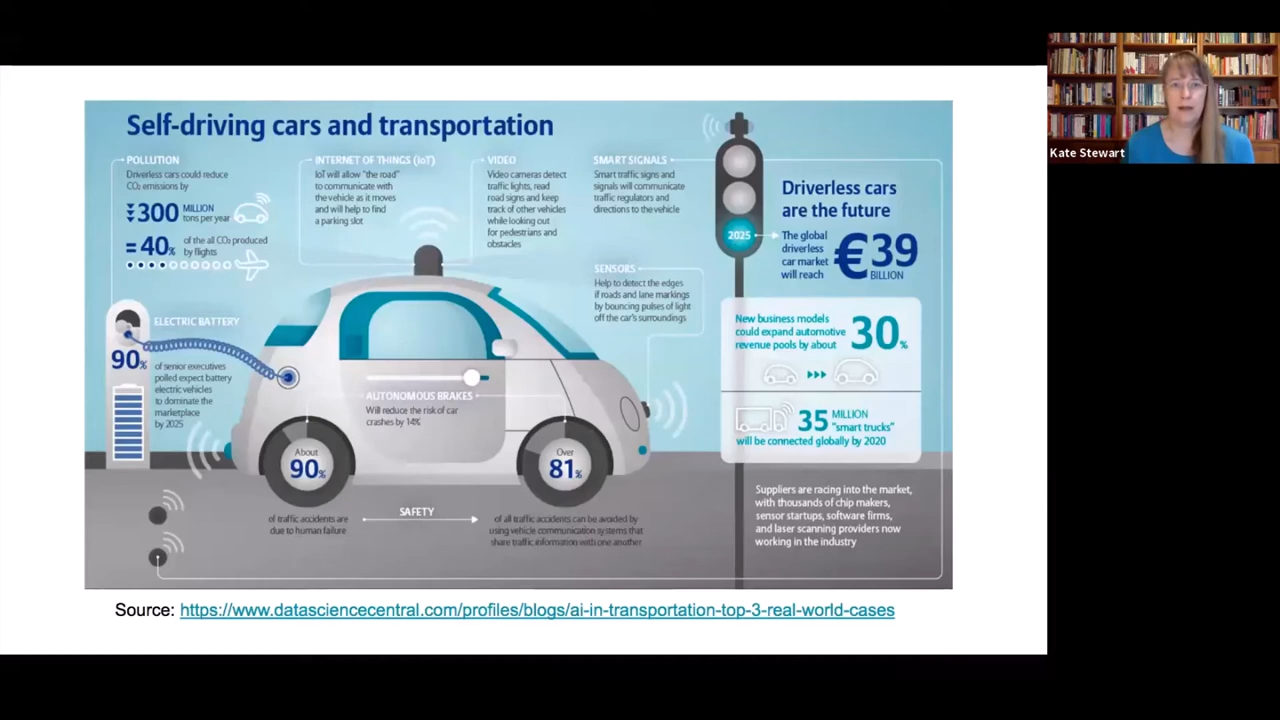 Kate Stewart
Self-driving cars and transportation
POLLUTION
Driverless cars could reduce
CO₂ emissions by
300 MILLION
tons per year
= 40% of the all CO₂ produced
by flights
INTERNET OF THINGS (IoT)
IoT will allow "the road"
to communicate with
the vehicle as it moves
and will help to find
a parking slot
VIDEO
Video cameras detect
traffic lights, read
road signs and keep
track of other vehicles
while looking out
for pedestrians and
obstacles
SMART SIGNALS
Smart traffic signs and
signals will communicate
traffic regulators and
directions to the vehicle
SENSORS
Help to detect the edges
if roads and lane markings
by bouncing pulses of light
off the car's surroundings
ELECTRIC BATTERY
90% of senior executives
polled expect battery
electric vehicles
to dominate the
marketplace
by 2025
AUTONOMOUS BRAKES
Will reduce the risk of car
crashes by 14%
About
90%
of traffic accidents are
due to human failure
SAFETY
Over
81%
of all traffic accidents can be avoided by
using vehicle communication systems that
share traffic information with one another
Driverless cars
are the future
2025
The global
driverless
car market
will reach
€39
BILLION
New business models
could expand automotive
revenue pools by about
30%
35 MILLION
"smart trucks"
will be connected globally by 2020
Suppliers are racing into the market,
with thousands of chip makers,
sensor startups, software firms,
and laser scanning providers now
working in the industry
Source: https://www.datasciencecentral.com/profiles/blogs/ai-in-transportation-top-3-real-world-cases